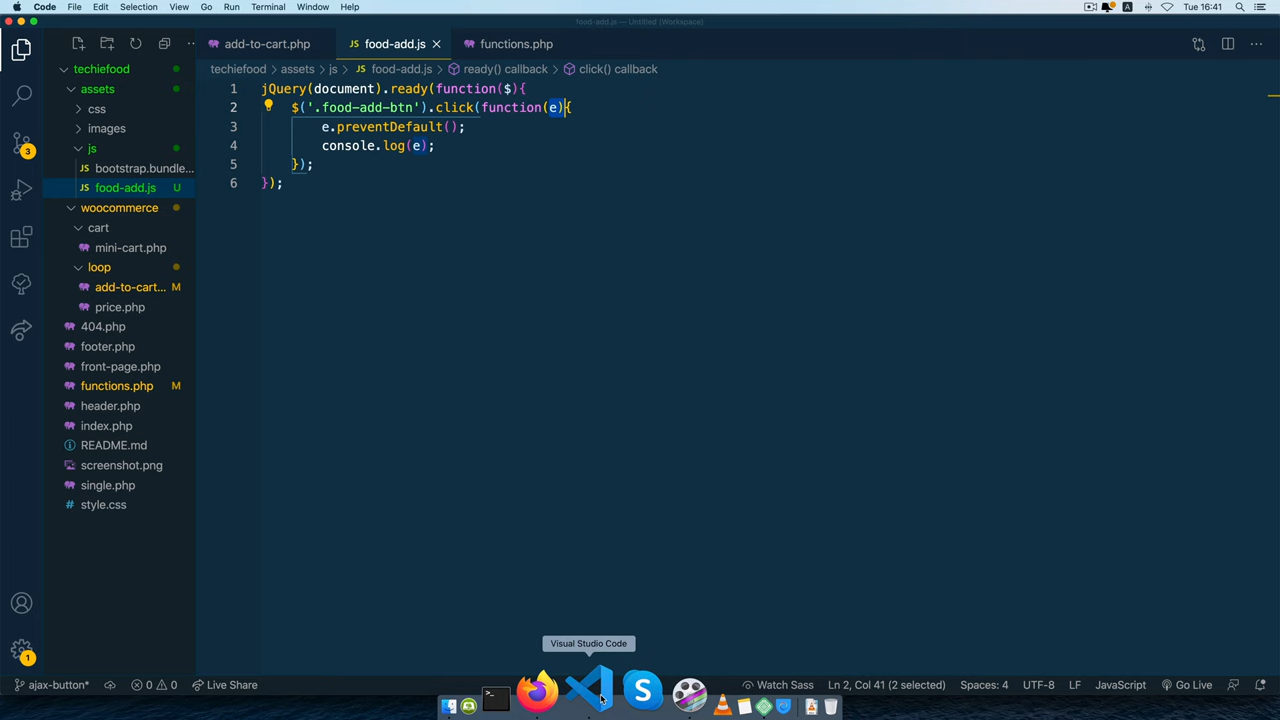 Code File Edit Selection View Go Run Terminal Window Help A Tue 16:41
food-add.js — Untitled (Workspace)
add-to-cart.php JS food-add.js functions.php
techiefood techiefood > assets > js > JS food-add.js > ready() callback > click() callback
assets
css
images
js
bootstrap.bundle...
JS food-add.js U
woocommerce
cart
mini-cart.php
loop
add-to-cart... M
price.php
404.php
footer.php
front-page.php
functions.php M
header.php
index.php
README.md
screenshot.png
single.php
# style.css
3
1
1 jQuery(document).ready(function($){
2 $('.food-add-btn').click(function(e){
3 e.preventDefault();
4 console.log(e);
5 });
6 });
Visual Studio Code
>_
S
ajax-button* 0 0 Live Share Watch Sass Ln 2, Col 41 (2 selected) Spaces: 4 UTF-8 LF JavaScript Go Live